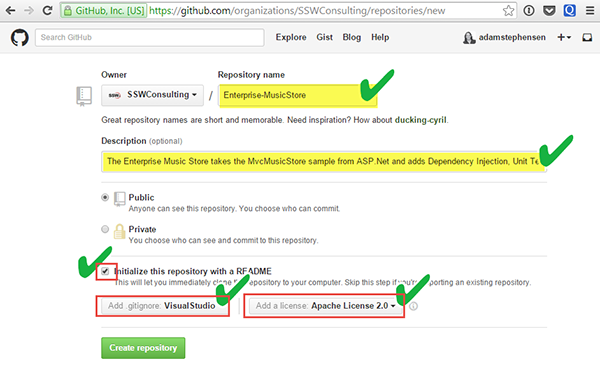 GitHub, Inc. [US] https://github.com/organizations/SSWConsulting/repositories/new
Search GitHub Explore Gist Blog Help adamstephensen
Owner Repository name
SSW SSWConsulting / Enterprise-MusicStore
Great repository names are short and memorable. Need inspiration? How about ducking-cyril.
Description (optional)
The Enterprise Music Store takes the MvcMusicStore sample from ASP.Net and adds Dependency Injection, Unit Te
Public
Anyone can see this repository. You choose who can commit.
Private
You choose who can see and commit to this repository.
Initialize this repository with a README
This will let you immediately clone repository to your computer. Skip this step if you're porting an existing repository.
Add .gitignore: VisualStudio Add a license: Apache License 2.0
Create repository